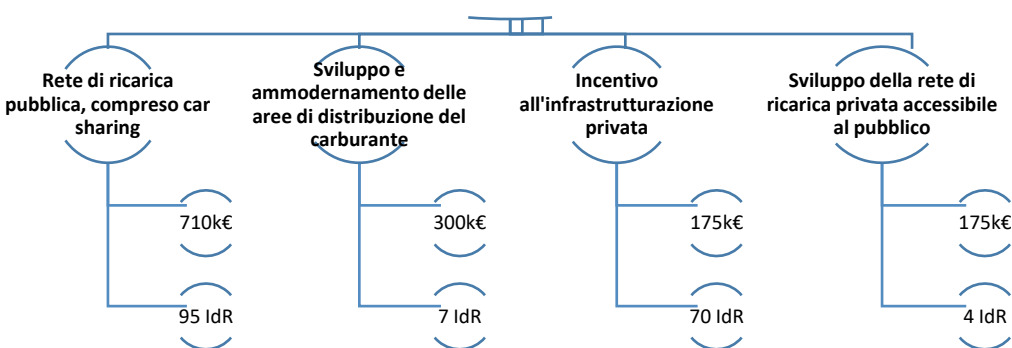 Rete di ricarica
pubblica, compreso car
sharing
Sviluppo e
ammodernamento delle
aree di distribuzione del
carburante
Incentivo
all'infrastrutturazione
privata
Sviluppo della rete di
ricarica privata accessibile
al pubblico
710k€
300k€
175k€
175k€
95 IdR
7 IdR
70 IdR
4 IdR